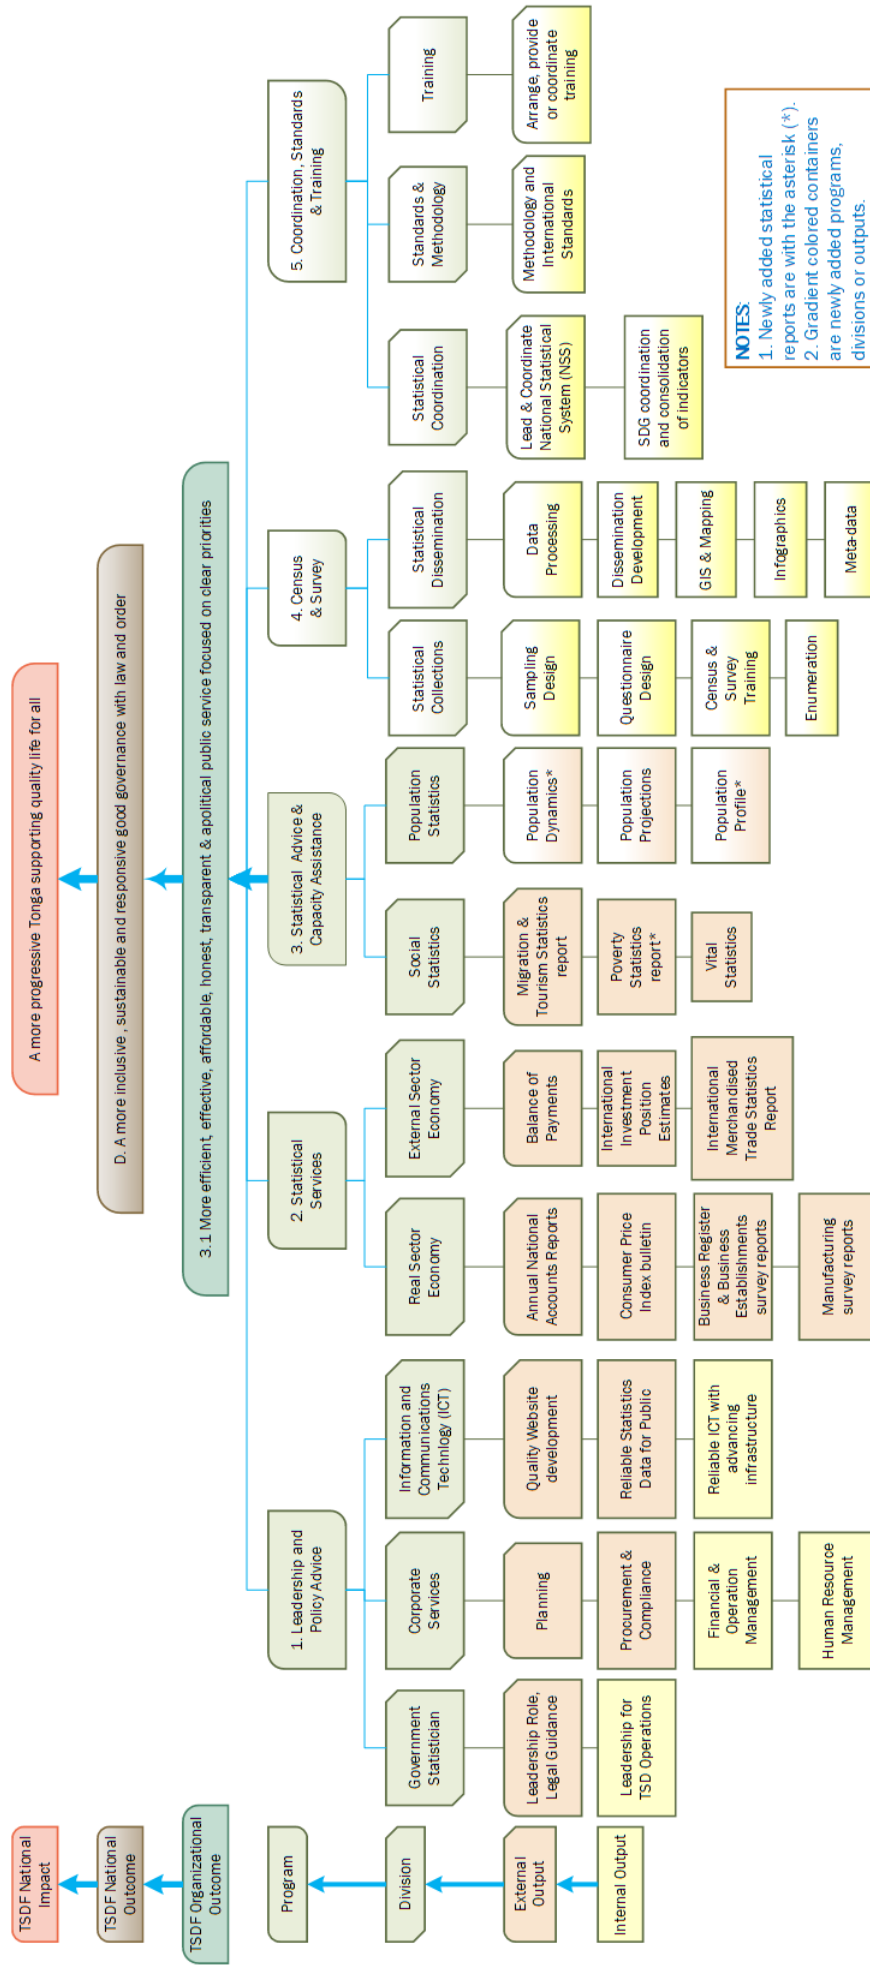 TSDF National
Impact
TSDF National
Outcome
TSDF Organizational
Outcome
Program
Division
External
Output
Internal Output
A more progressive Tonga supporting quality life for all
D. A more inclusive, sustainable and responsive good governance with law and order
3.1 More efficient, effective, affordable, honest, transparent & apolitical public service focused on clear priorities
1. Leadership and
Policy Advice
Government
Statistician
Leadership Role,
Legal Guidance
Leadership for
TSD Operations
Corporate
Services
Planning
Procurement &
Compliance
Financial &
Operation
Management
Human Resource
Management
Information and
Communications
Technlogy (ICT)
Quality Website
development
Reliable Statistics
Data for Public
Reliable ICT with
advancing
infrastructure
2. Statistical
Services
Real Sector
Economy
Annual National
Accounts Reports
Consumer Price
Index bulletin
Business Register
& Business
Establishments
survey reports
Manufacturing
survey reports
External Sector
Economy
Balance of
Payments
International
Investment
Position
Estimates
International
Merchandised
Trade Statistics
Report
3. Statistical Advice &
Capacity Assistance
Social
Statistics
Migration &
Tourism Statistics
report
Poverty
Statistics
report*
Vital
Statistics
Population
Statistics
Population
Dynamics*
Population
Projections
Population
Profile*
4. Census
& Survey
Statistical
Collections
Sampling
Design
Questionnaire
Design
Census &
Survey
Training
Enumeration
Statistical
Dissemination
Data
Processing
Dissemination
Development
GIS & Mapping
Infographics
Meta-data
5. Coordination, Standards
& Training
Statistical
Coordination
Lead & Coordinate
National Statistical
System (NSS)
SDG coordination
and consolidation
of indicators
Standards &
Methodology
Methodology and
International
Standards
Training
Arrange, provide
or coordinate
training
NOTES:
1. Newly added statistical
reports are with the asterisk (*).
2. Gradient colored containers
are newly added programs,
divisions or outputs.